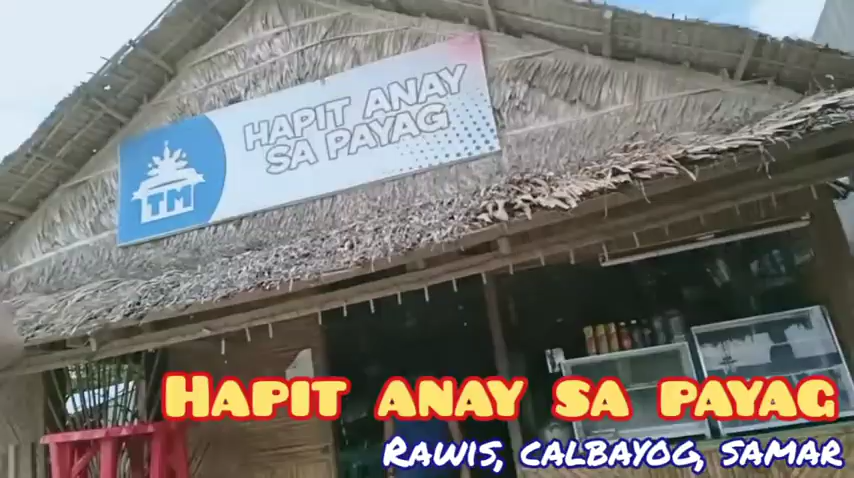 HAPIT ANAY
SA PAYAG
TM
HAPIT ANAY SA PAYAG
RAWIS, CALBAYOG, SAMAR